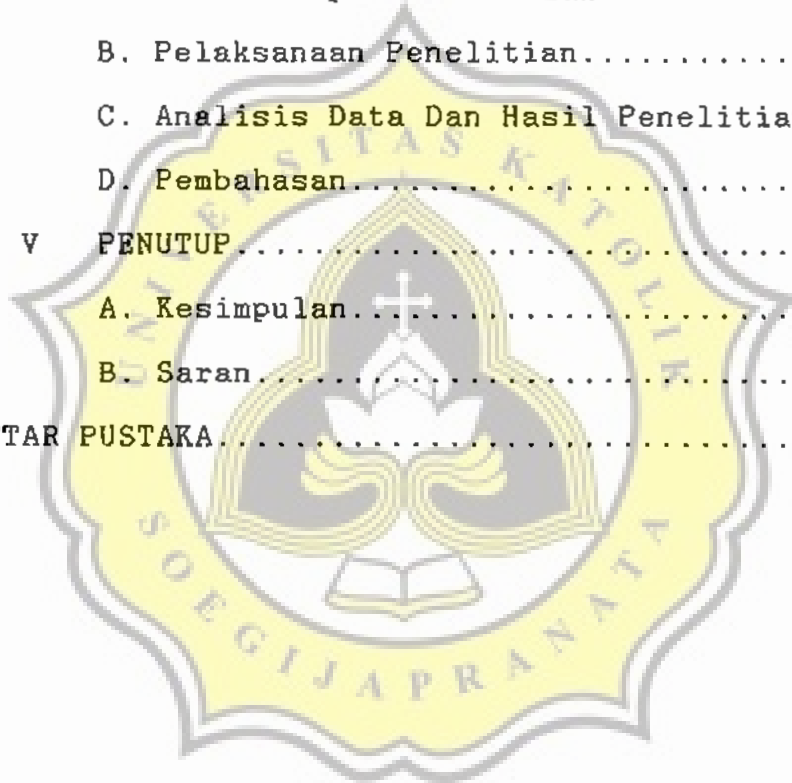 B. Pelaksanaan Penelitian...........
C. Analisis Data Dan Hasil Penelitia
D. Pembahasan......................
V PENUTUP............................
A. Kesimpulan......................
B. Saran...........................
TAR PUSTAKA.............................
UNIVERSITAS KATOLIK
SOEGIJAPRANATA